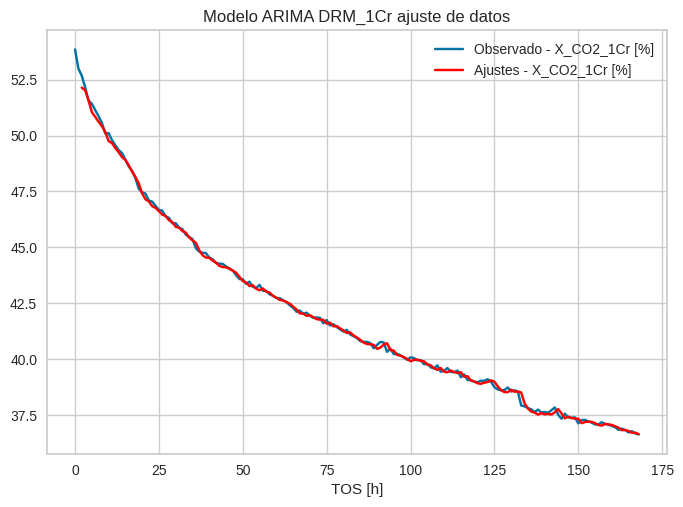 Modelo ARIMA DRM_1Cr ajuste de datos
Observado - X_CO2_1Cr [%]
Ajustes - X_CO2_1Cr [%]
52.5
50.0
47.5
45.0
42.5
40.0
37.5
0 25 50 75 100 125 150 175
TOS [h]